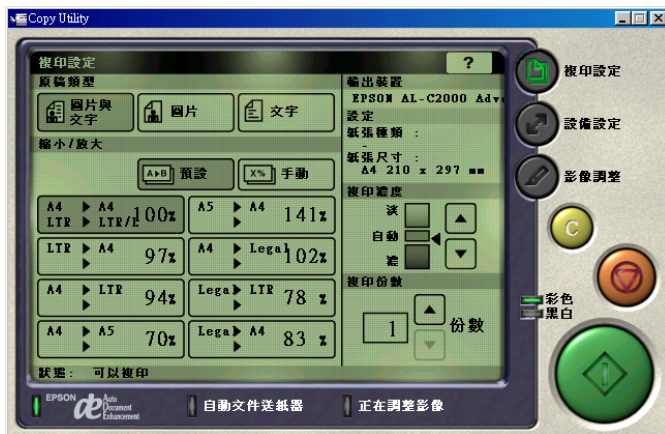 Copy Utility
複印設定
?
原稿類型
圖片與文字
圖片
文字
縮小/放大
A▸B 預設
X% 手動
A4 ▶ A4
LTR ▶ LTR/L
100%
A5 ▶ A4
▶
141%
LTR ▶ A4
▶
97%
A4 ▶ Legal
▶
102%
A4 ▶ LTR
▶
94%
Legal ▶ LTR
▶
78 %
A4 ▶ A5
▶
70%
Legal ▶ A4
▶
83 %
狀態: 可以複印
輸出裝置
EPSON AL-C2000 Adva
設定
紙張種類 :
-
紙張尺寸 :
A4 210 x 297 mm
複印濃度
淡
自動
濃
複印份數
1
份數
複印設定
設備設定
影像調整
C
彩色
黑白
EPSON
de Auto
Document
Enhancement
自動文件送紙器
正在調整影像